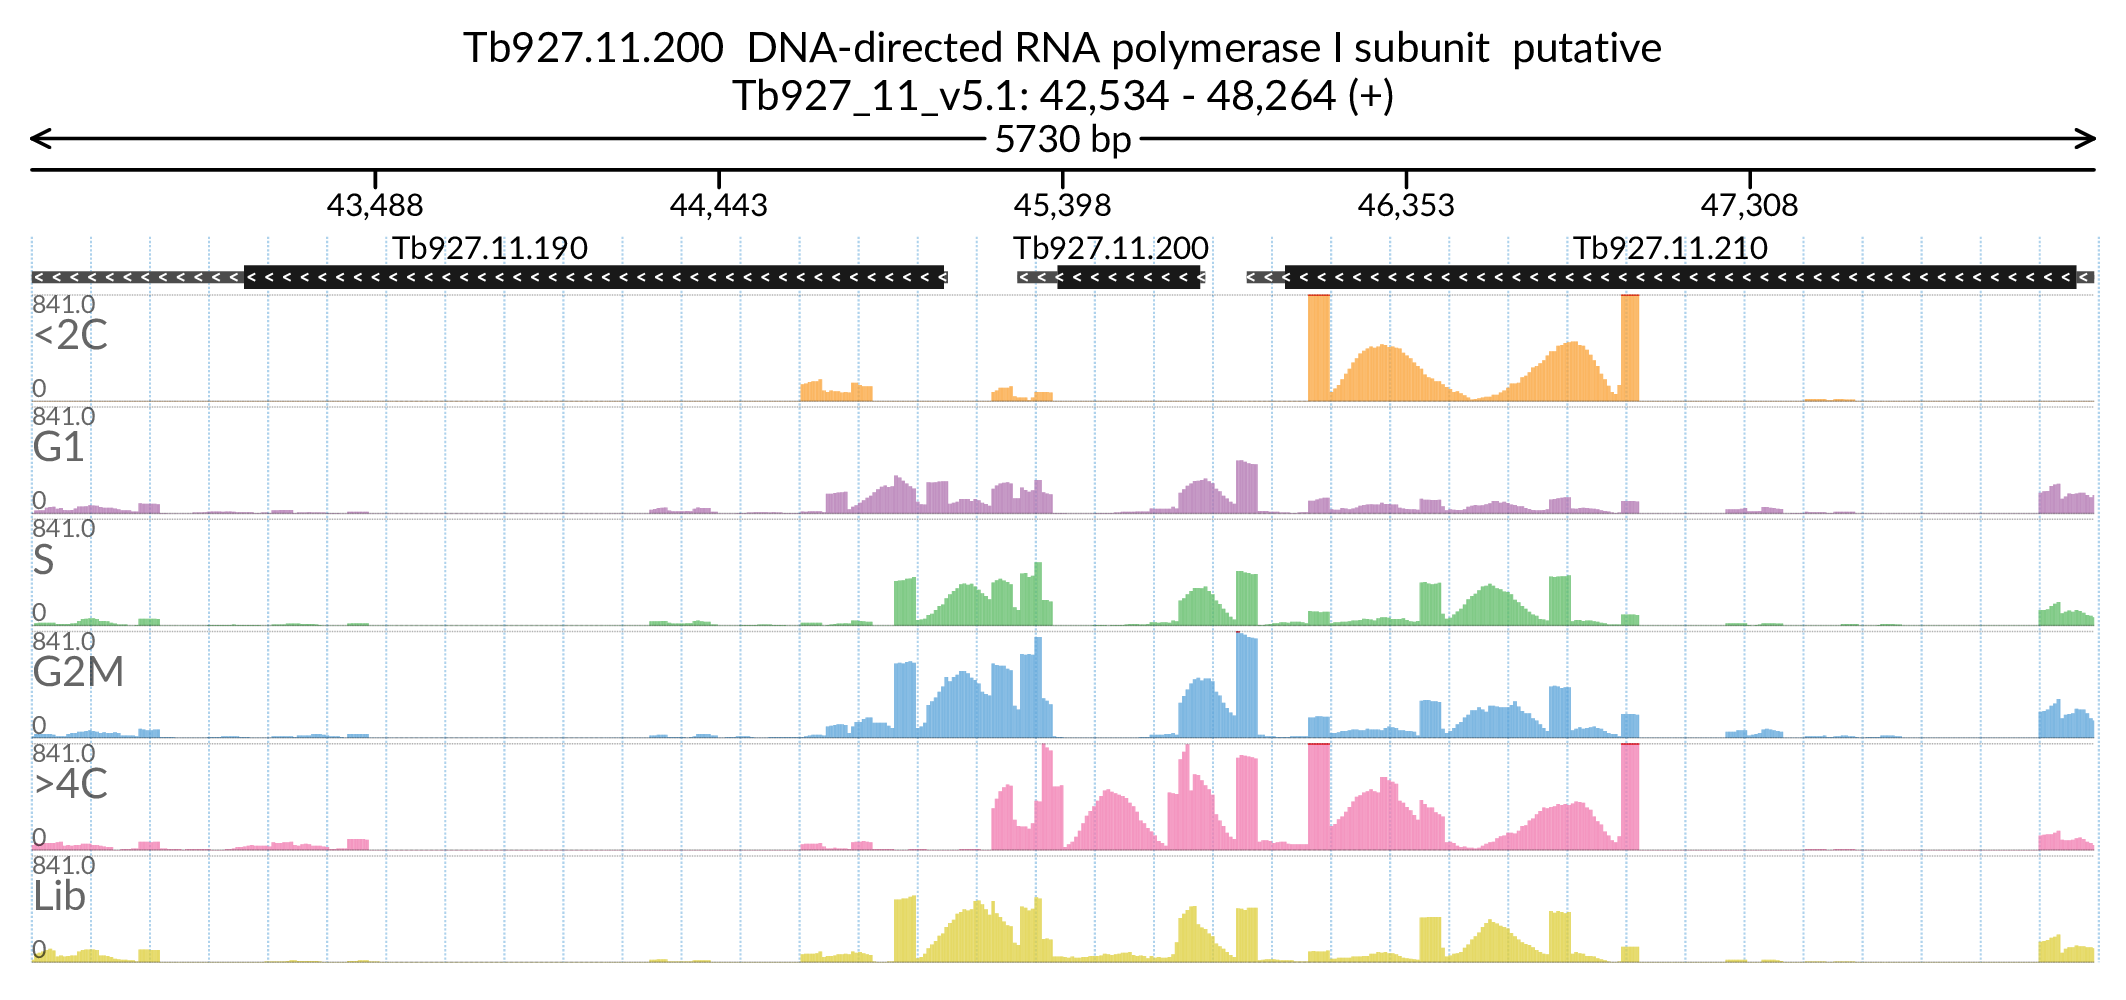 Tb927.11.200  DNA-directed RNA polymerase I subunit  putative
Tb927_11_v5.1: 42,534 - 48,264 (+)
5730 bp
43,488 44,443 45,398 46,353 47,308
Tb927.11.190 Tb927.11.200 Tb927.11.210
841.0
<2C
0
841.0
G1
0
841.0
S
0
841.0
G2M
0
841.0
>4C
0
841.0
Lib
0